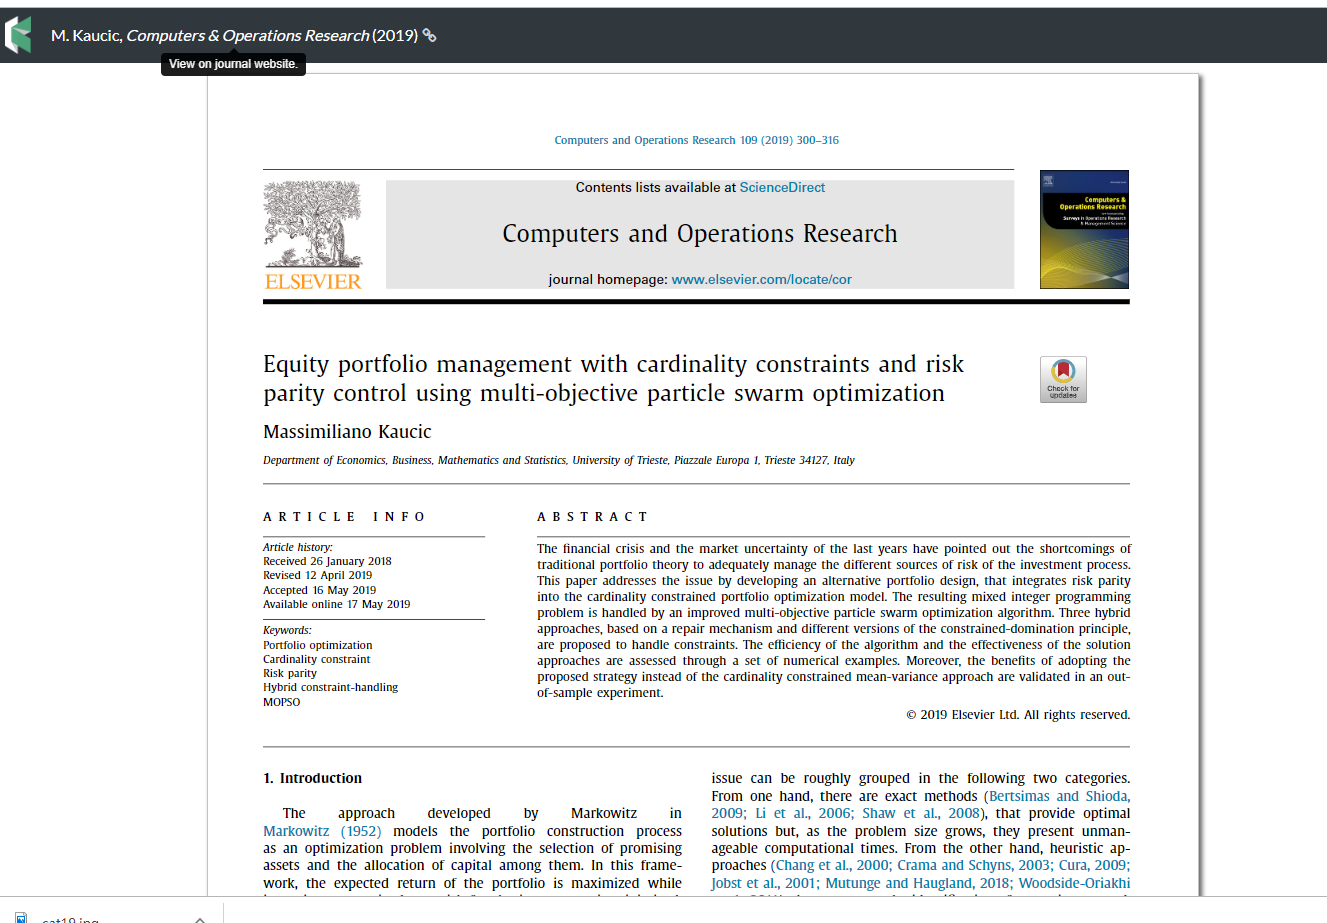 M. Kaucic, Computers & Operations Research (2019)
View on journal website.
Computers and Operations Research 109 (2019) 300–316
Contents lists available at ScienceDirect
Computers and Operations Research
journal homepage: www.elsevier.com/locate/cor
ELSEVIER
Computers &
Operations Research
Surveys in Operations Research
& Management Science
Equity portfolio management with cardinality constraints and risk
parity control using multi-objective particle swarm optimization
Check for
updates
Massimiliano Kaucic
Department of Economics, Business, Mathematics and Statistics, University of Trieste, Piazzale Europa 1, Trieste 34127, Italy
ARTICLE INFO
Article history:
Received 26 January 2018
Revised 12 April 2019
Accepted 16 May 2019
Available online 17 May 2019
Keywords:
Portfolio optimization
Cardinality constraint
Risk parity
Hybrid constraint-handling
MOPSO
ABSTRACT
The financial crisis and the market uncertainty of the last years have pointed out the shortcomings of
traditional portfolio theory to adequately manage the different sources of risk of the investment process.
This paper addresses the issue by developing an alternative portfolio design, that integrates risk parity
into the cardinality constrained portfolio optimization model. The resulting mixed integer programming
problem is handled by an improved multi-objective particle swarm optimization algorithm. Three hybrid
approaches, based on a repair mechanism and different versions of the constrained-domination principle,
are proposed to handle constraints. The efficiency of the algorithm and the effectiveness of the solution
approaches are assessed through a set of numerical examples. Moreover, the benefits of adopting the
proposed strategy instead of the cardinality constrained mean-variance approach are validated in an out-
of-sample experiment.
© 2019 Elsevier Ltd. All rights reserved.
1. Introduction
The approach developed by Markowitz in
Markowitz (1952) models the portfolio construction process
as an optimization problem involving the selection of promising
assets and the allocation of capital among them. In this frame-
work, the expected return of the portfolio is maximized while
issue can be roughly grouped in the following two categories.
From one hand, there are exact methods (Bertsimas and Shioda,
2009; Li et al., 2006; Shaw et al., 2008), that provide optimal
solutions but, as the problem size grows, they present unman-
ageable computational times. From the other hand, heuristic ap-
proaches (Chang et al., 2000; Crama and Schyns, 2003; Cura, 2009;
Jobst et al., 2001; Mutunge and Haugland, 2018; Woodside-Oriakhi